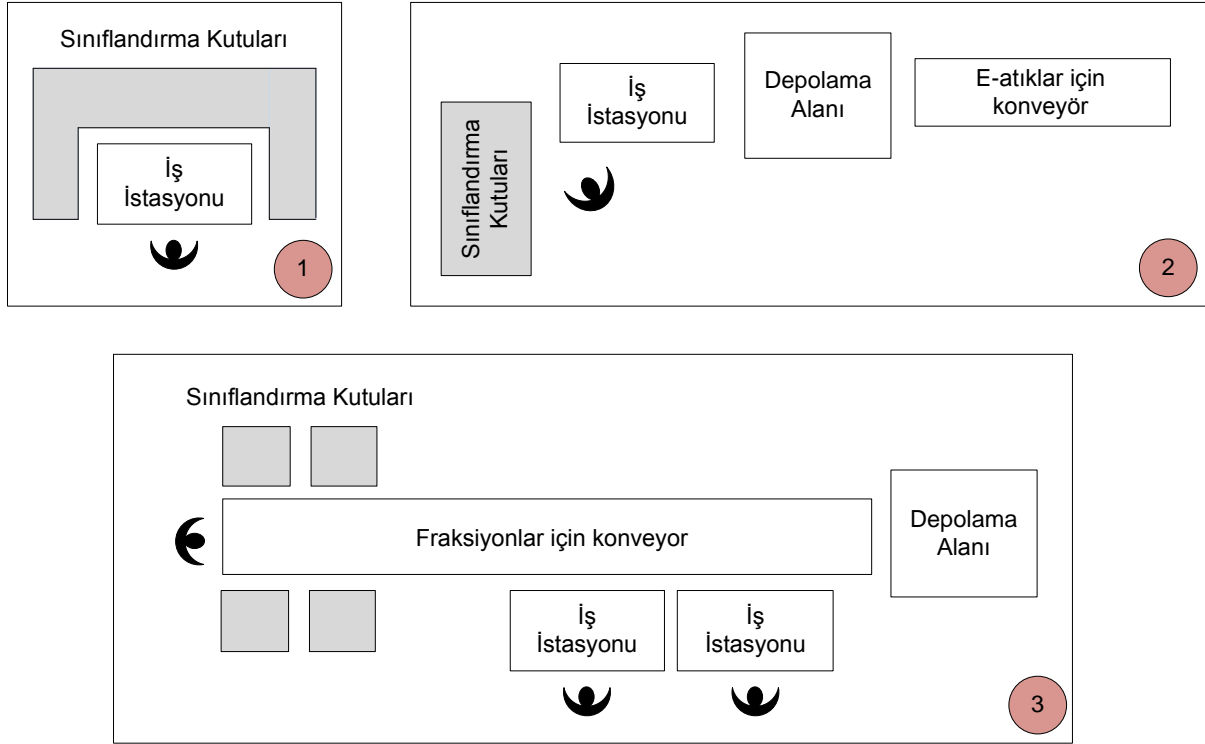 Sınıflandırma Kutuları
İş
İstasyonu
1
Sınıflandırma
Kutuları
İş
İstasyonu
Depolama
Alanı
E-atıklar için
konveyör
2
Sınıflandırma Kutuları
Fraksiyonlar için konveyor
Depolama
Alanı
İş
İstasyonu
İş
İstasyonu
3